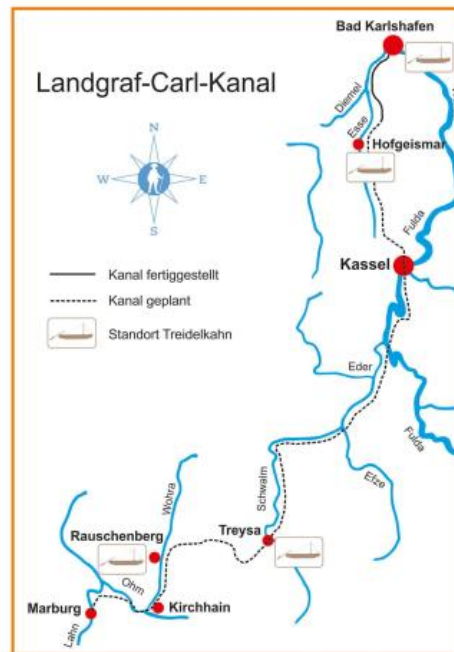 Bad Karlshafen
Landgraf-Carl-Kanal
Diemel
Esse
Hofgeismar
N
W
E
S
Fulda
Kassel
Kanal fertiggestellt
Kanal geplant
Standort Treidelkahn
Eder
Fulda
Efze
Schwalm
Wohra
Rauschenberg
Treysa
Ohm
Marburg
Kirchhain
Lahn